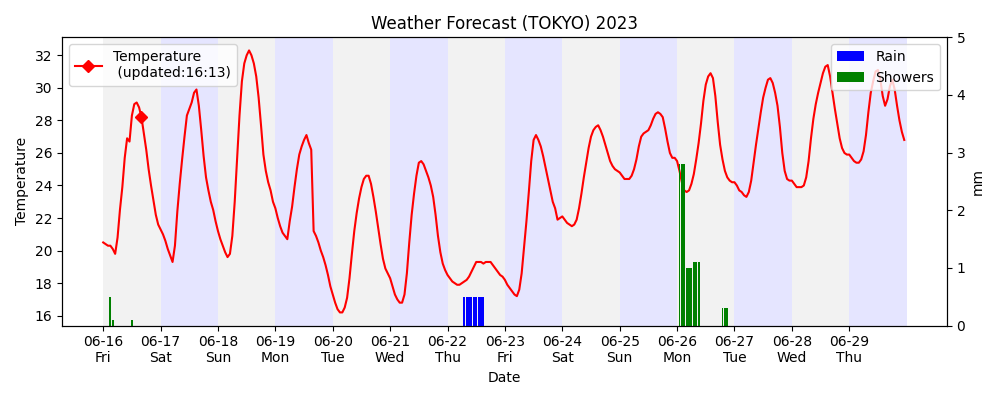 Weather Forecast (TOKYO) 2023
Temperature
(updated:16:13)
Rain
Showers
Temperature
32
30
28
26
24
22
20
18
16
5
4
3
2
1
0
mm
06-16 06-17 06-18 06-19 06-20 06-21 06-22 06-23 06-24 06-25 06-26 06-27 06-28 06-29
Fri Sat Sun Mon Tue Wed Thu Fri Sat Sun Mon Tue Wed Thu
Date